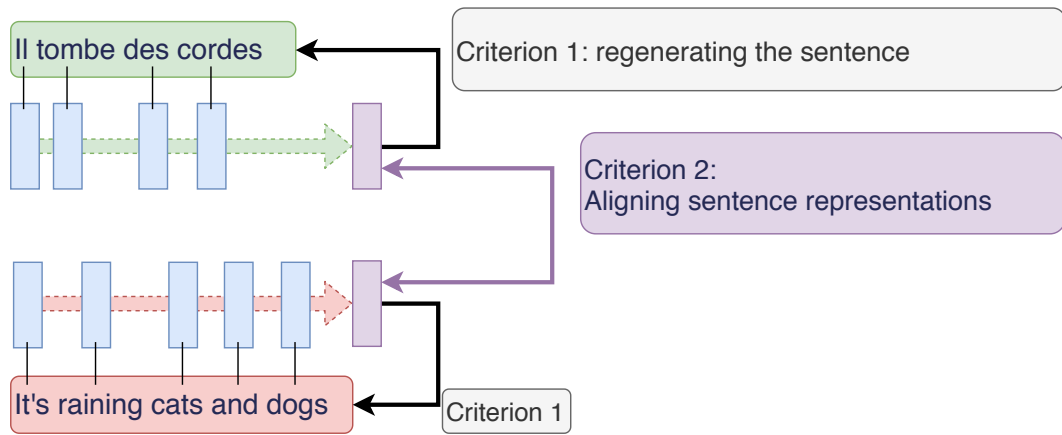 Il tombe des cordes
Criterion 1: regenerating the sentence
Criterion 2:
Aligning sentence representations
It's raining cats and dogs
Criterion 1